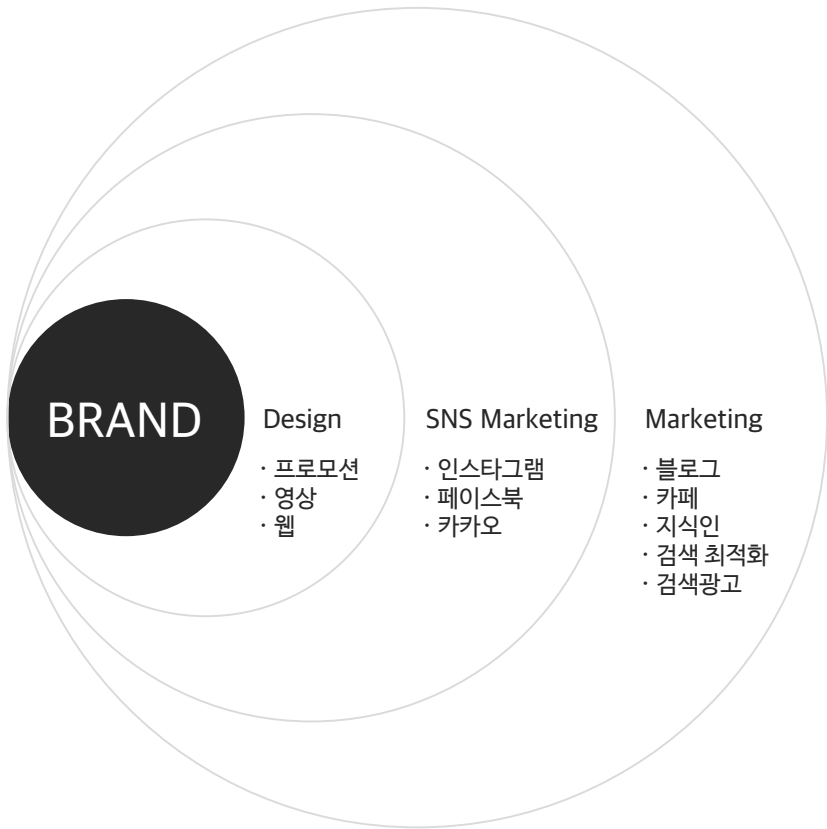 BRAND
Design
· 프로모션
· 영상
· 웹
SNS Marketing
· 인스타그램
· 페이스북
· 카카오
Marketing
· 블로그
· 카페
· 지식인
· 검색 최적화
· 검색광고